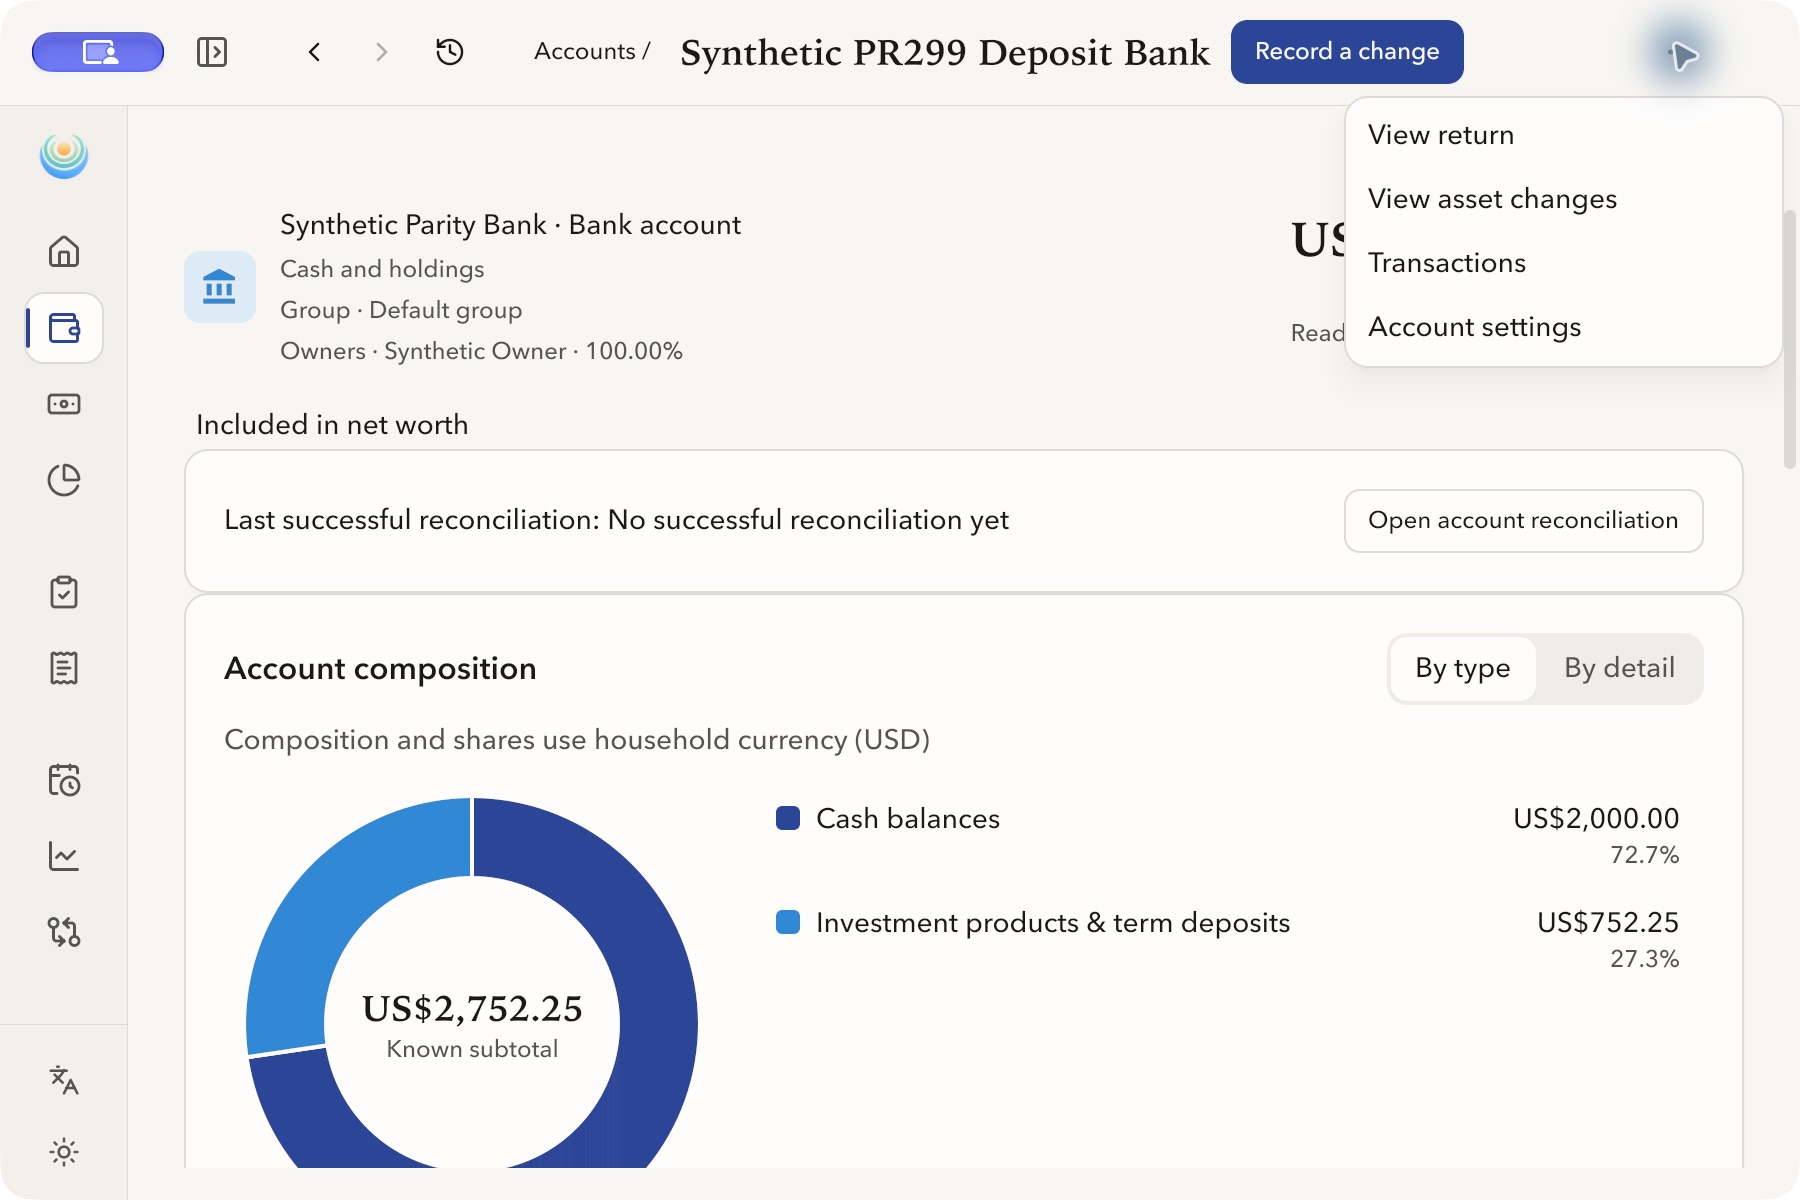 Accounts / Synthetic PR299 Deposit Bank Record a change
View return
View asset changes
Transactions
Account settings
Synthetic Parity Bank · Bank account
Cash and holdings
Group · Default group
Owners · Synthetic Owner · 100.00%
US
Read
Included in net worth
Last successful reconciliation: No successful reconciliation yet
Open account reconciliation
Account composition
By type By detail
Composition and shares use household currency (USD)
Cash balances US$2,000.00
72.7%
Investment products & term deposits US$752.25
27.3%
US$2,752.25
Known subtotal